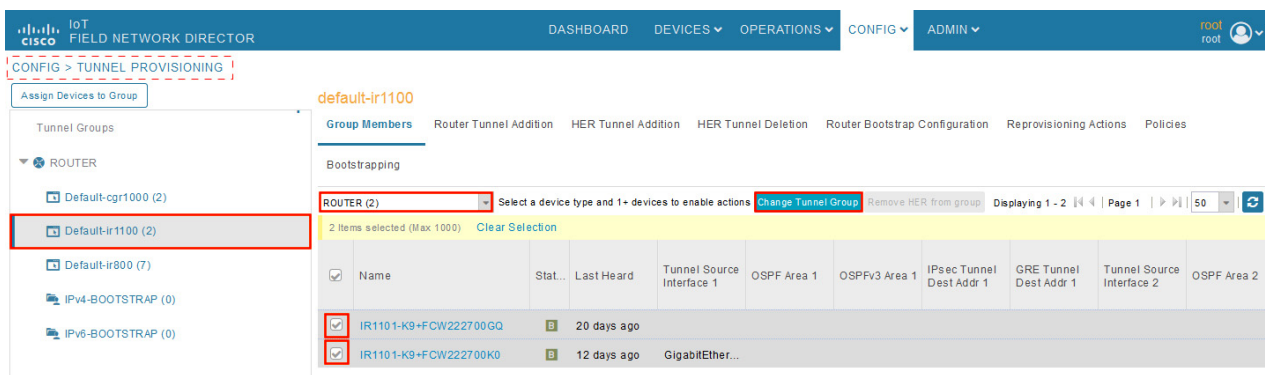 cisco IoT
FIELD NETWORK DIRECTOR
DASHBOARD DEVICES OPERATIONS CONFIG ADMIN
root
root
CONFIG > TUNNEL PROVISIONING
Assign Devices to Group
Tunnel Groups
ROUTER
Default-cgr1000 (2)
Default-ir1100 (2)
Default-ir800 (7)
IPv4-BOOTSTRAP (0)
IPv6-BOOTSTRAP (0)
default-ir1100
Group Members Router Tunnel Addition HER Tunnel Addition HER Tunnel Deletion Router Bootstrap Configuration Reprovisioning Actions Policies
Bootstrapping
ROUTER (2) Select a device type and 1+ devices to enable actions Change Tunnel Group Remove HER from group Displaying 1 - 2 Page 1 50
2 Items selected (Max 1000) Clear Selection
Name Stat... Last Heard Tunnel Source Interface 1 OSPF Area 1 OSPFv3 Area 1 IPsec Tunnel Dest Addr 1 GRE Tunnel Dest Addr 1 Tunnel Source Interface 2 OSPF Area 2
IR1101-K9+FCW222700GQ B 20 days ago
IR1101-K9+FCW222700K0 B 12 days ago GigabitEther...